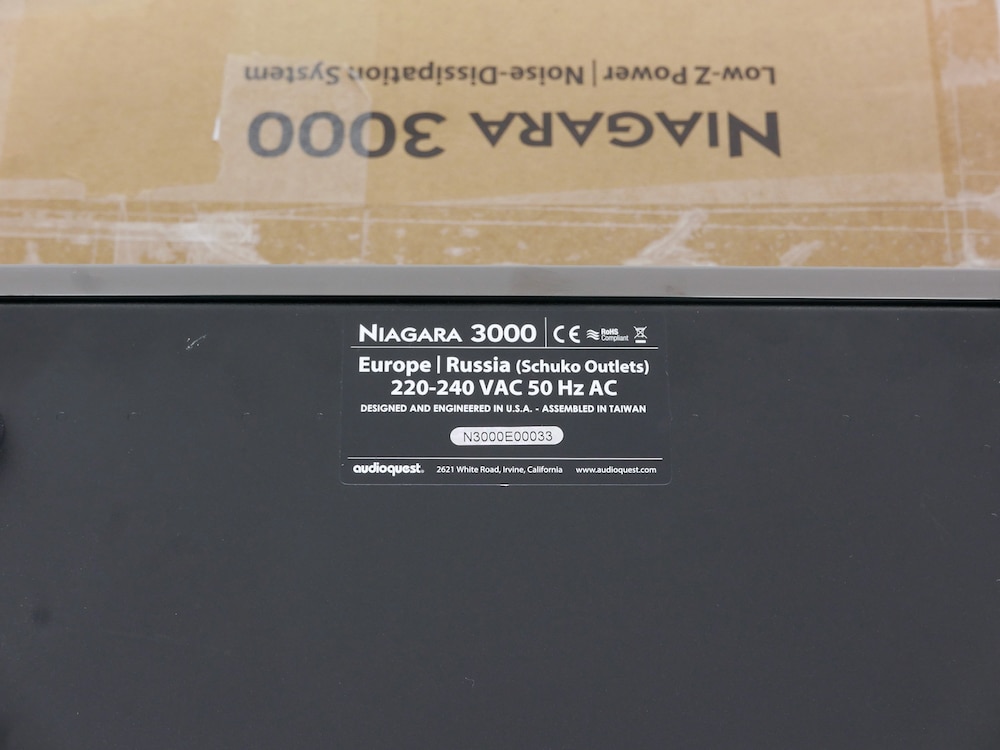 Low-Z Power | Noise-Dissipation System
NIAGARA 3000
NIAGARA 3000 | CE RoHS Compliant
Europe | Russia (Schuko Outlets)
220-240 VAC 50 Hz AC
DESIGNED AND ENGINEERED IN U.S.A. - ASSEMBLED IN TAIWAN
N3000E00033
audioquest. 2621 White Road, Irvine, California www.audioquest.com